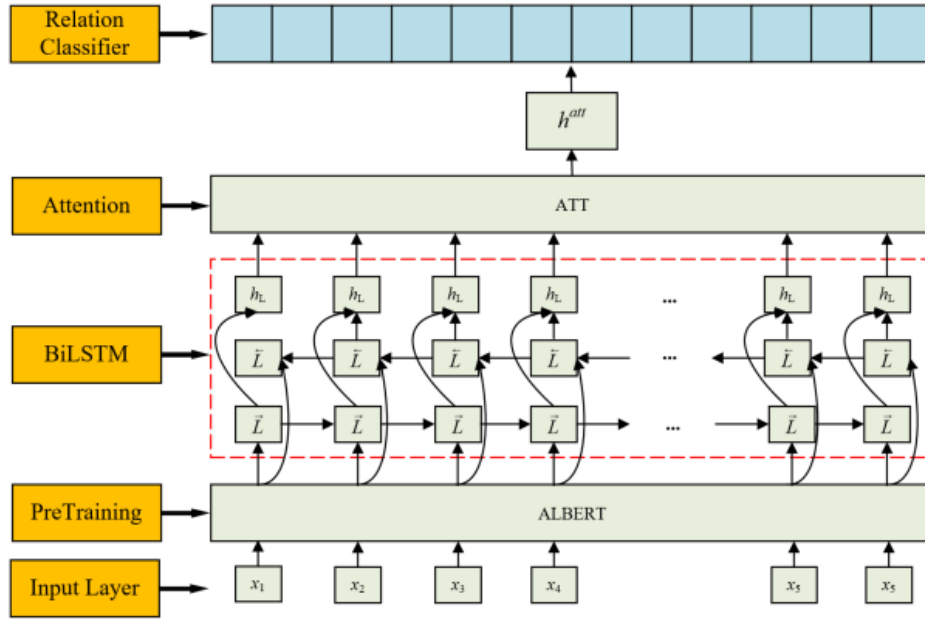 Relation
Classifier
h^att
Attention
ATT
h_L h_L h_L h_L ... h_L h_L
BiLSTM
L⃖ L⃖ L⃖ L⃖ ... L⃖ L⃖
L⃗ L⃗ L⃗ L⃗ ... L⃗ L⃗
PreTraining
ALBERT
Input Layer
x_1 x_2 x_3 x_4 x_5 x_5